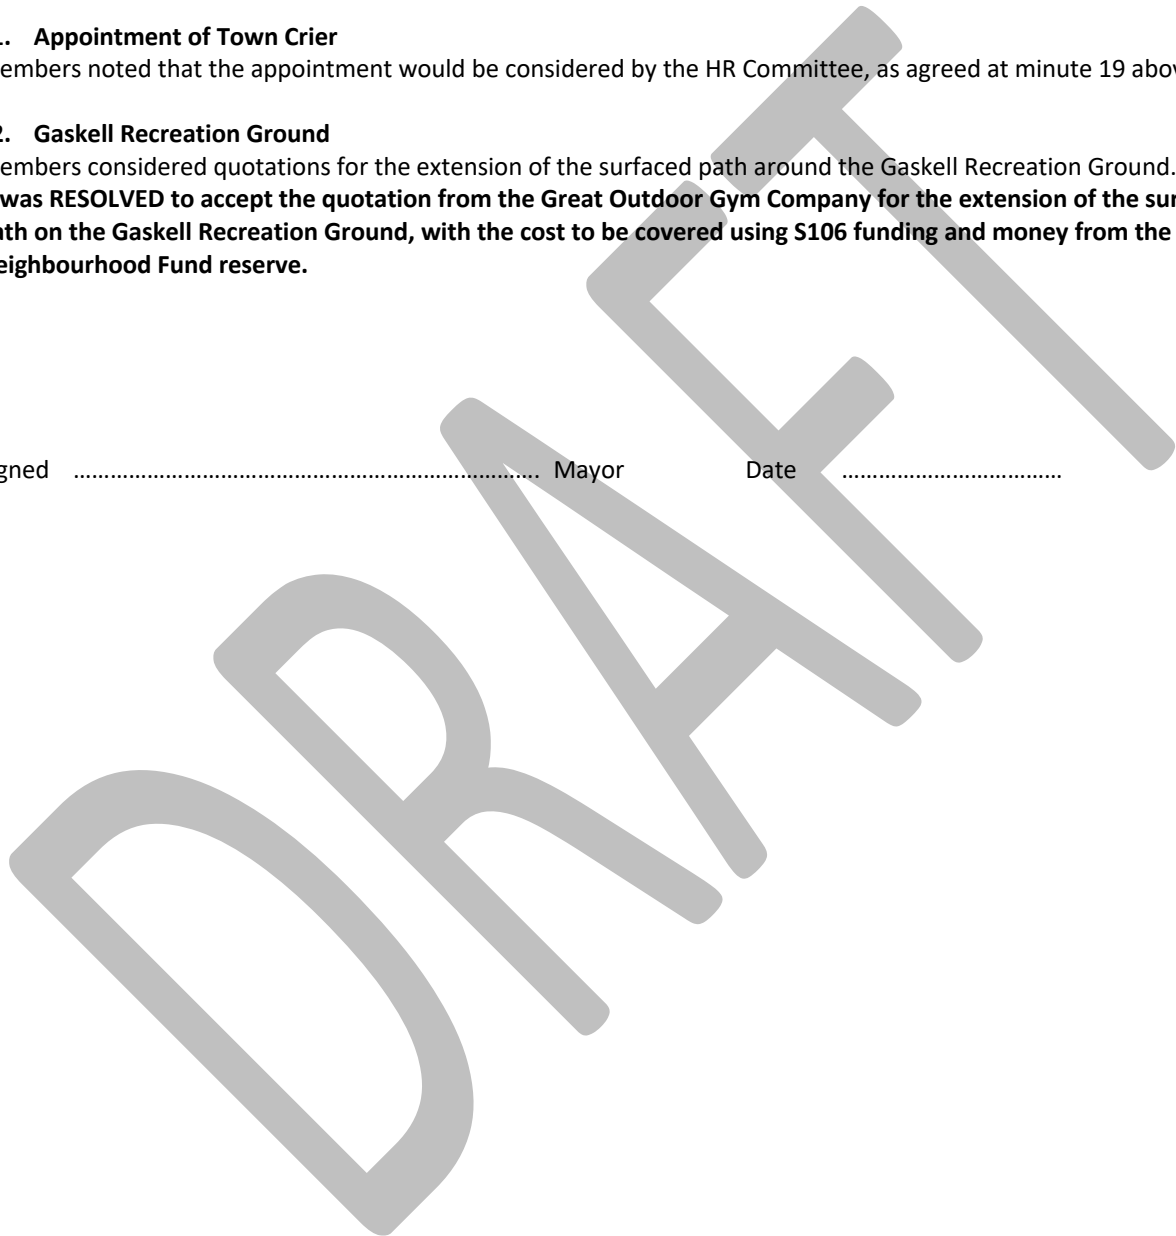 . Appointment of Town Crier
embers noted that the appointment would be considered by the HR Committee, as agreed at minute 19 abov
2. Gaskell Recreation Ground
embers considered quotations for the extension of the surfaced path around the Gaskell Recreation Ground.
was RESOLVED to accept the quotation from the Great Outdoor Gym Company for the extension of the sur
ath on the Gaskell Recreation Ground, with the cost to be covered using S106 funding and money from the
eighbourhood Fund reserve.
gned ………………………………………………………. Mayor Date …………………………
DRAFT